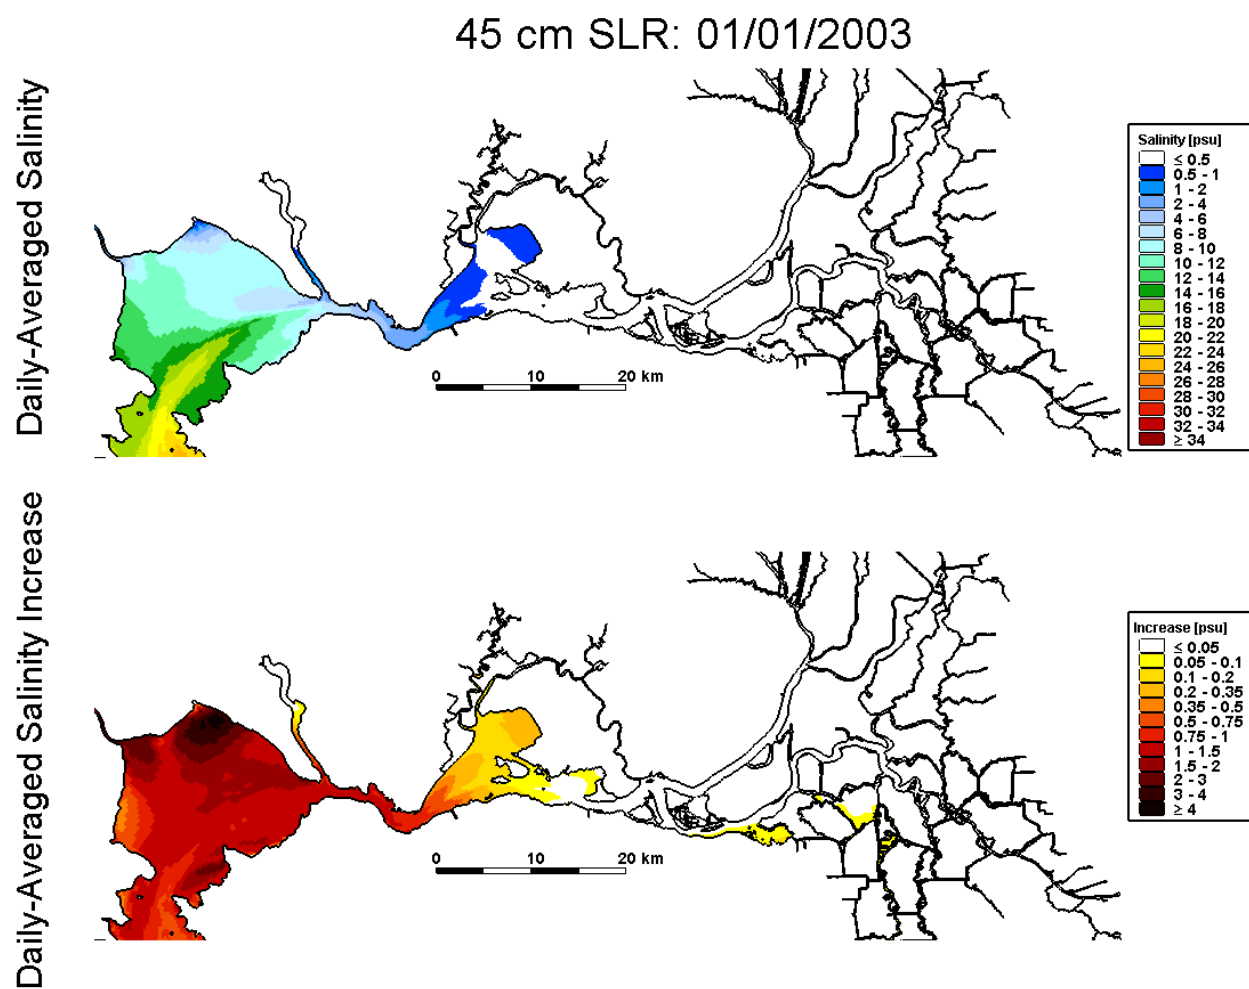 45 cm SLR: 01/01/2003
Daily-Averaged Salinity
Salinity [psu]
≤ 0.5
0.5 - 1
1 - 2
2 - 4
4 - 6
6 - 8
8 - 10
10 - 12
12 - 14
14 - 16
16 - 18
18 - 20
20 - 22
22 - 24
24 - 26
26 - 28
28 - 30
30 - 32
32 - 34
≥ 34
0 10 20 km
Daily-Averaged Salinity Increase
Increase [psu]
≤ 0.05
0.05 - 0.1
0.1 - 0.2
0.2 - 0.35
0.35 - 0.5
0.5 - 0.75
0.75 - 1
1 - 1.5
1.5 - 2
2 - 3
3 - 4
≥ 4
0 10 20 km